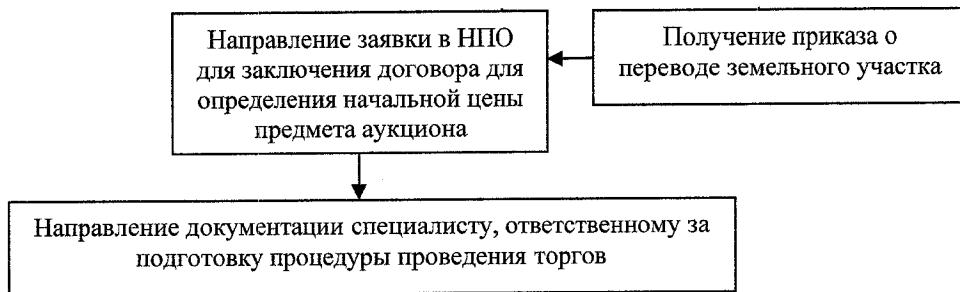 Направление заявки в НПО
для заключения договора для
определения начальной цены
предмета аукциона
Получение приказа о
переводе земельного участка
Направление документации специалисту, ответственному за
подготовку процедуры проведения торгов